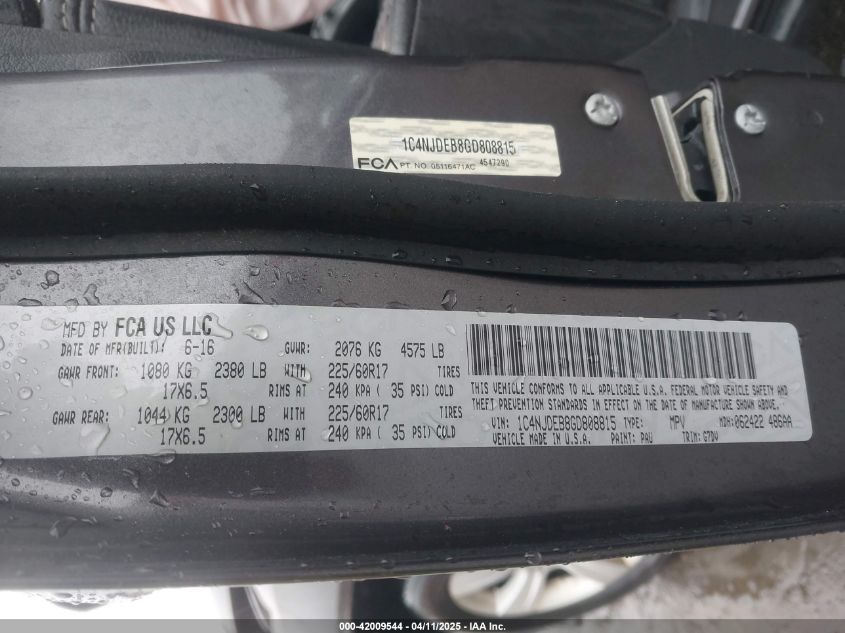 1C4NJDEB8GD808815
FCA PT. NO. 05116471AC 4547290
MFD BY FCA US LLC
DATE OF MFR(BUILT): 6-16 GVWR: 2076 KG 4575 LB
GAWR FRONT: 1080 KG 2380 LB WITH 225/60R17 TIRES
17X6.5 RIMS AT 240 KPA ( 35 PSI) COLD
GAWR REAR: 1044 KG 2300 LB WITH 225/60R17 TIRES
17X6.5 RIMS AT 240 KPA ( 35 PSI) COLD
THIS VEHICLE CONFORMS TO ALL APPLICABLE U.S.A. FEDERAL MOTOR VEHICLE SAFETY AND
THEFT PREVENTION STANDARDS IN EFFECT ON THE DATE OF MANUFACTURE SHOWN ABOVE.
VIN: 1C4NJDEB8GD808815 TYPE: MPV MDH:062422 486AA
VEHICLE MADE IN U.S.A. PAINT: PAU TRIM: G7DV
000-42009544 - 04/11/2025 - IAA Inc.